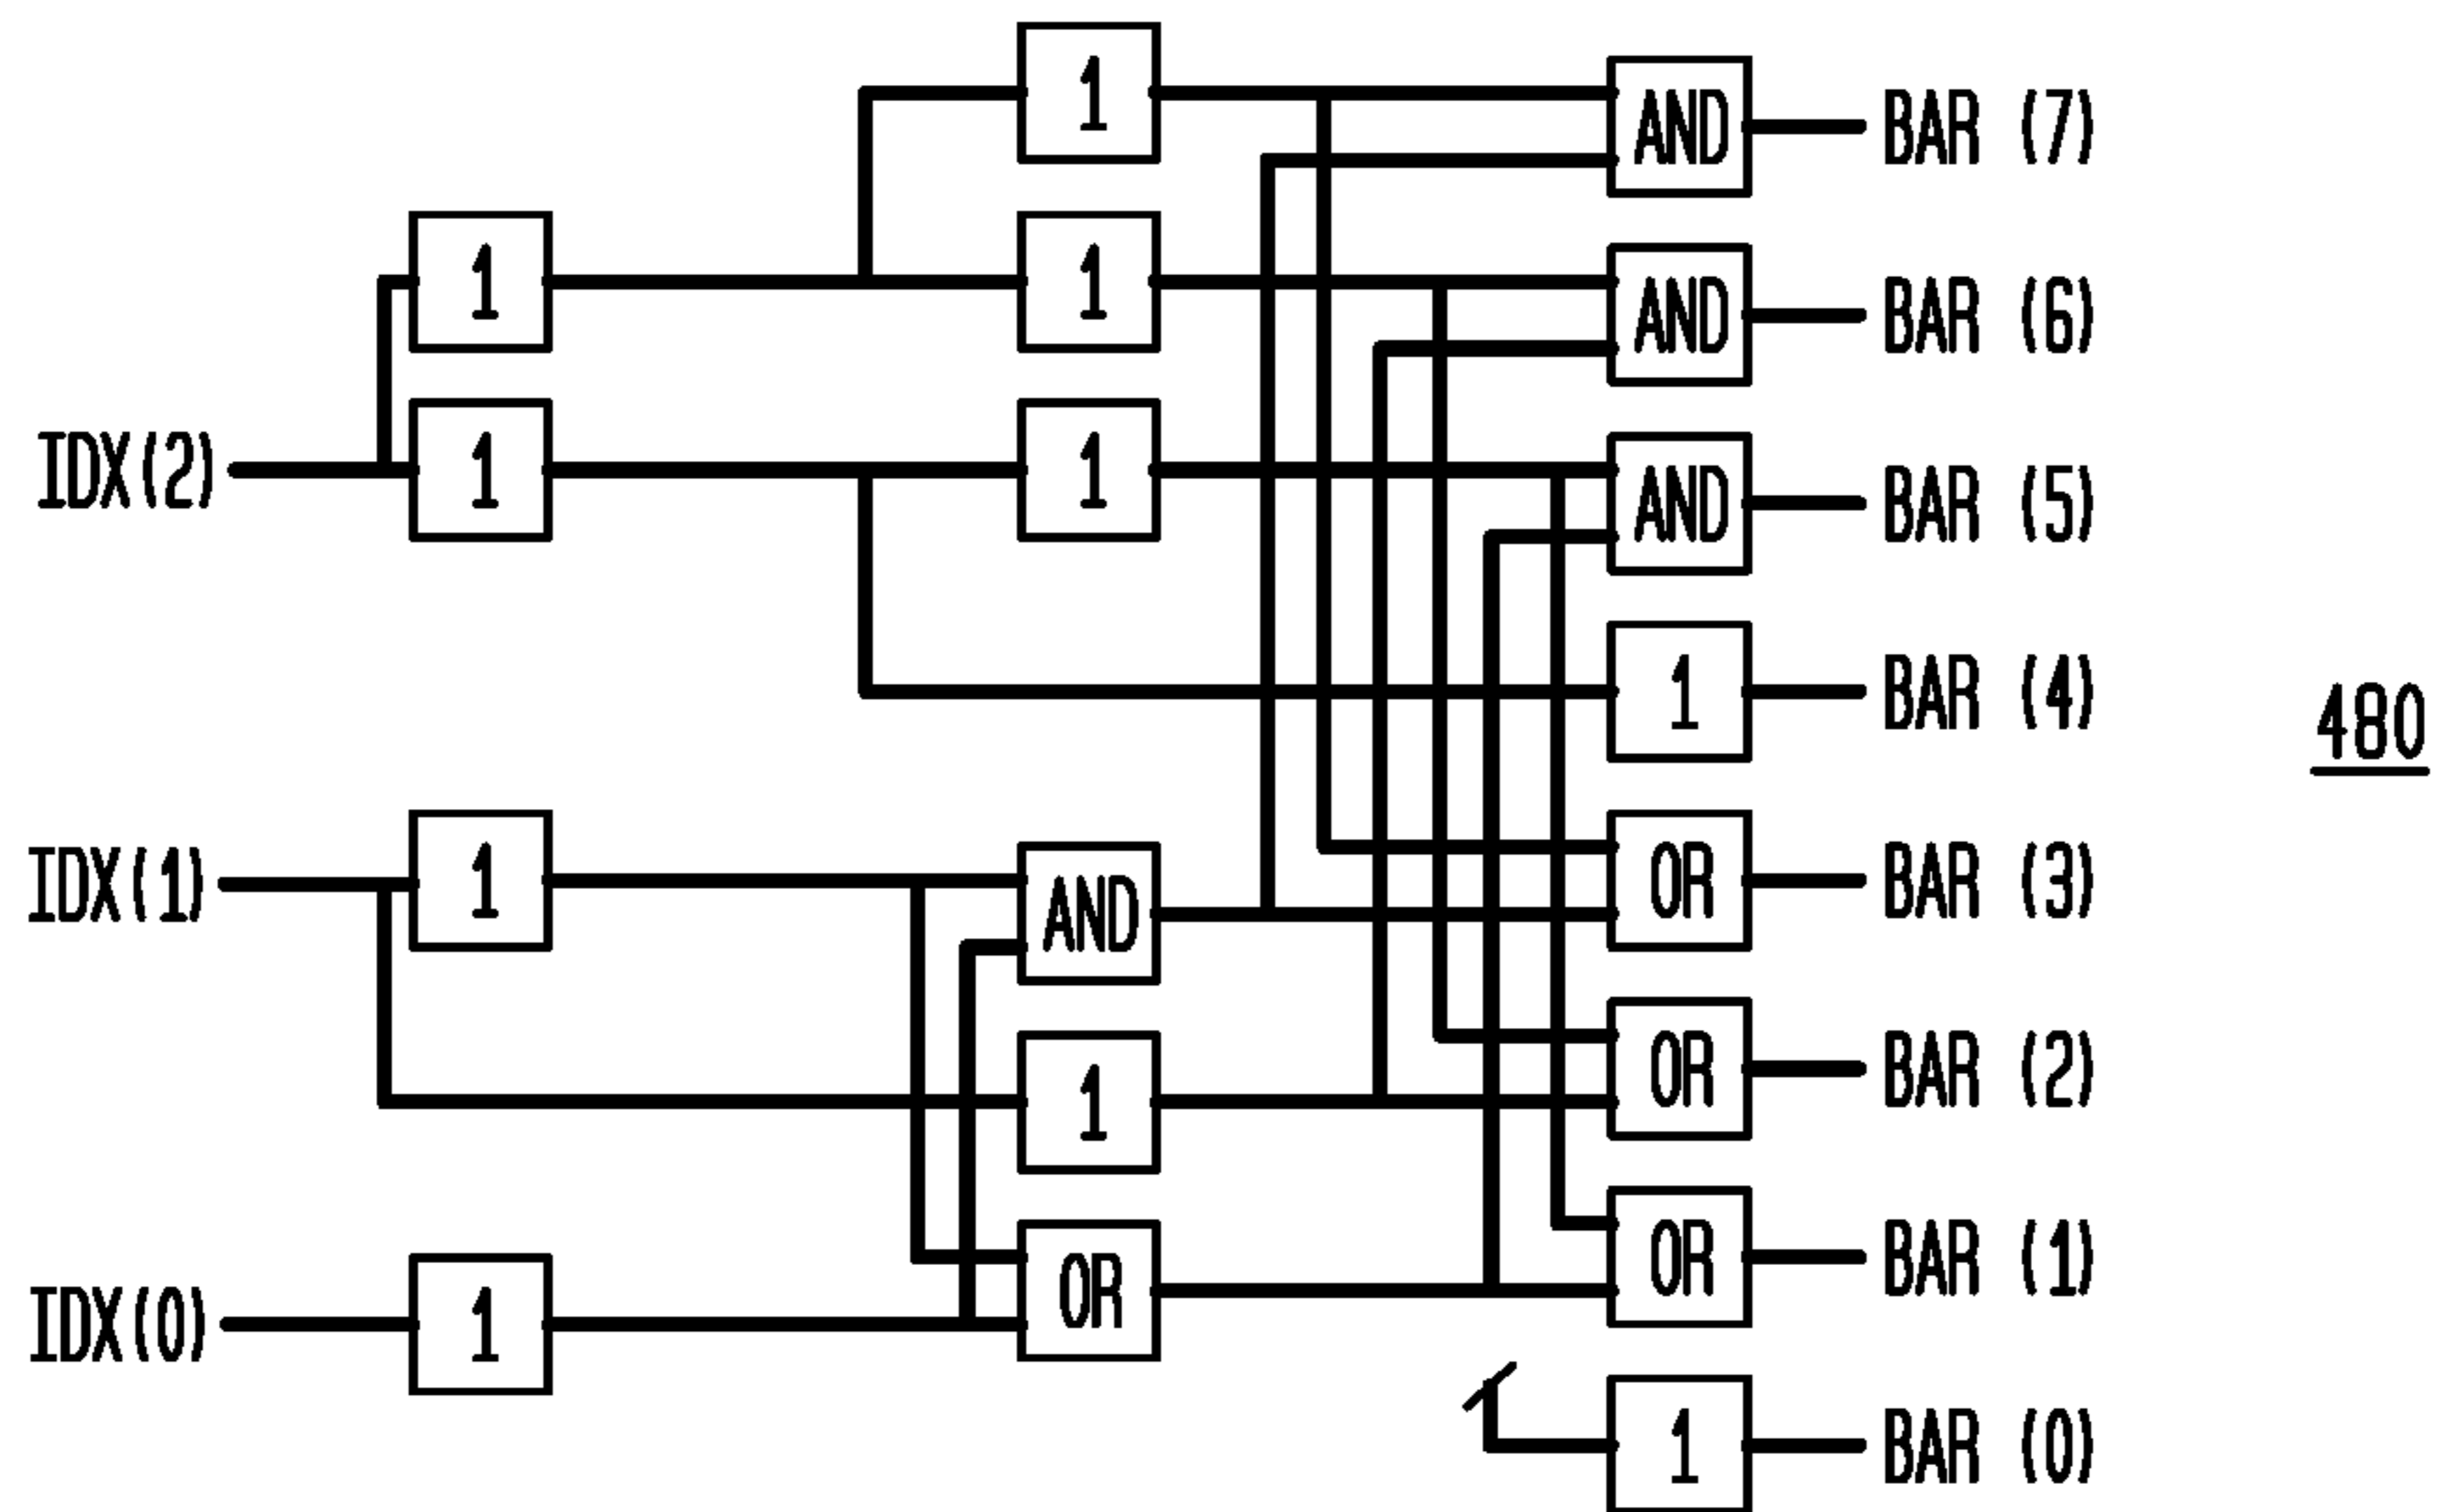 1
AND BAR (7)
1 1 AND BAR (6)
IDX(2) 1 1 AND BAR (5)
1 BAR (4)
480
IDX(1) 1 AND OR BAR (3)
1 OR BAR (2)
IDX(0) 1 OR OR BAR (1)
1 BAR (0)